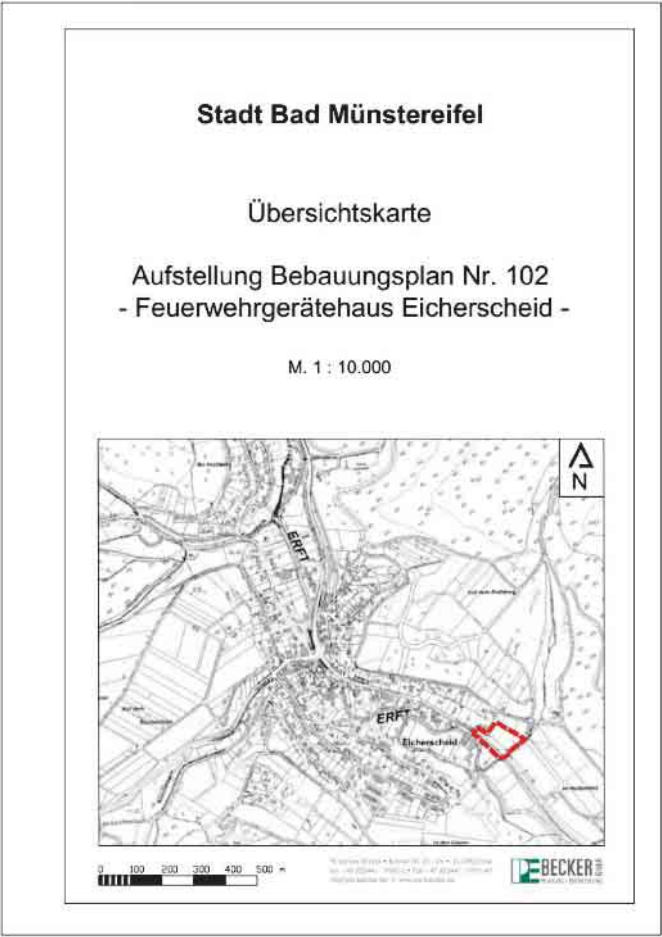 Stadt Bad Münstereifel
Übersichtskarte
Aufstellung Bebauungsplan Nr. 102
- Feuerwehrgerätehaus Eicherscheid -
M. 1 : 10.000
N
ERFT
ERFT
Eicherscheid
0 100 200 300 400 500 m
BECKER